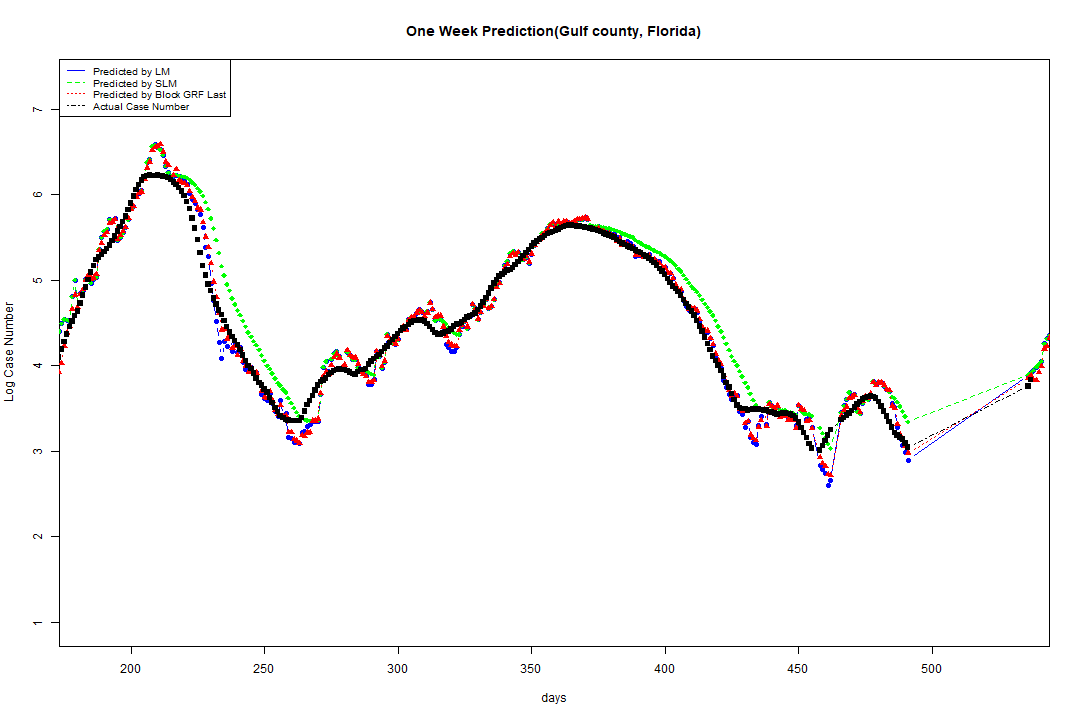 One Week Prediction(Gulf county, Florida)
Predicted by LM
Predicted by SLM
Predicted by Block GRF Last
Actual Case Number
Log Case Number
7
6
5
4
3
2
1
200 250 300 350 400 450 500
days